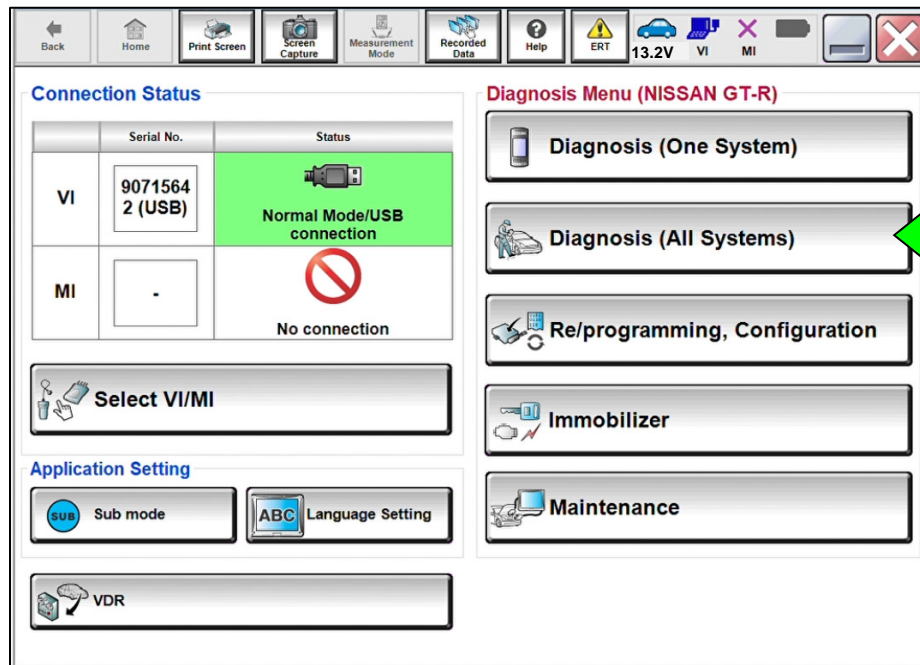 Back
Home
Print Screen
Screen
Capture
Measurement
Mode
Recorded
Data
Help
ERT
13.2V
VI
MI
Connection Status
Serial No.
Status
VI
9071564
2 (USB)
Normal Mode/USB
connection
MI
-
No connection
Select VI/MI
Application Setting
SUB
Sub mode
ABC
Language Setting
VDR
Diagnosis Menu (NISSAN GT-R)
Diagnosis (One System)
Diagnosis (All Systems)
Re/programming, Configuration
Immobilizer
Maintenance